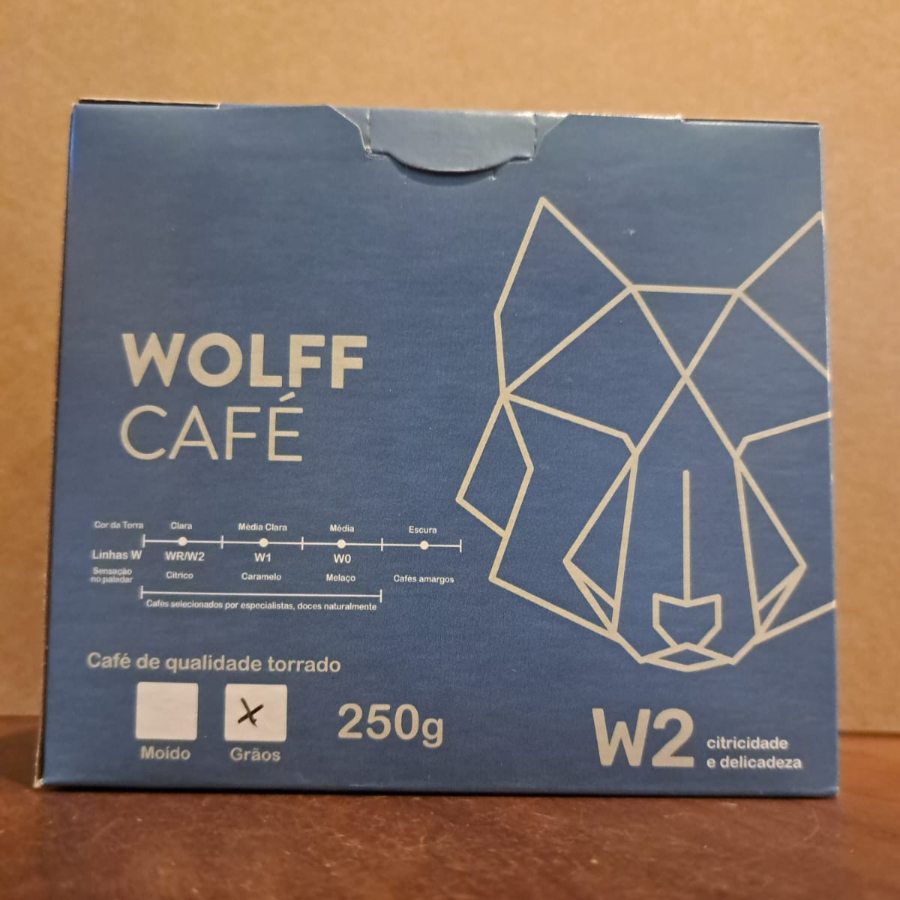 WOLFF
CAFÉ
Cor da Torra Clara Média Clara Média Escura
Linhas W WR/W2 W1 W0
Sensação no paladar Cítrico Caramelo Melaço Cafés amargos
Cafés selecionados por especialistas, doces naturalmente
Café de qualidade torrado
Moído Grãos
250g
W2
citricidade
e delicadeza